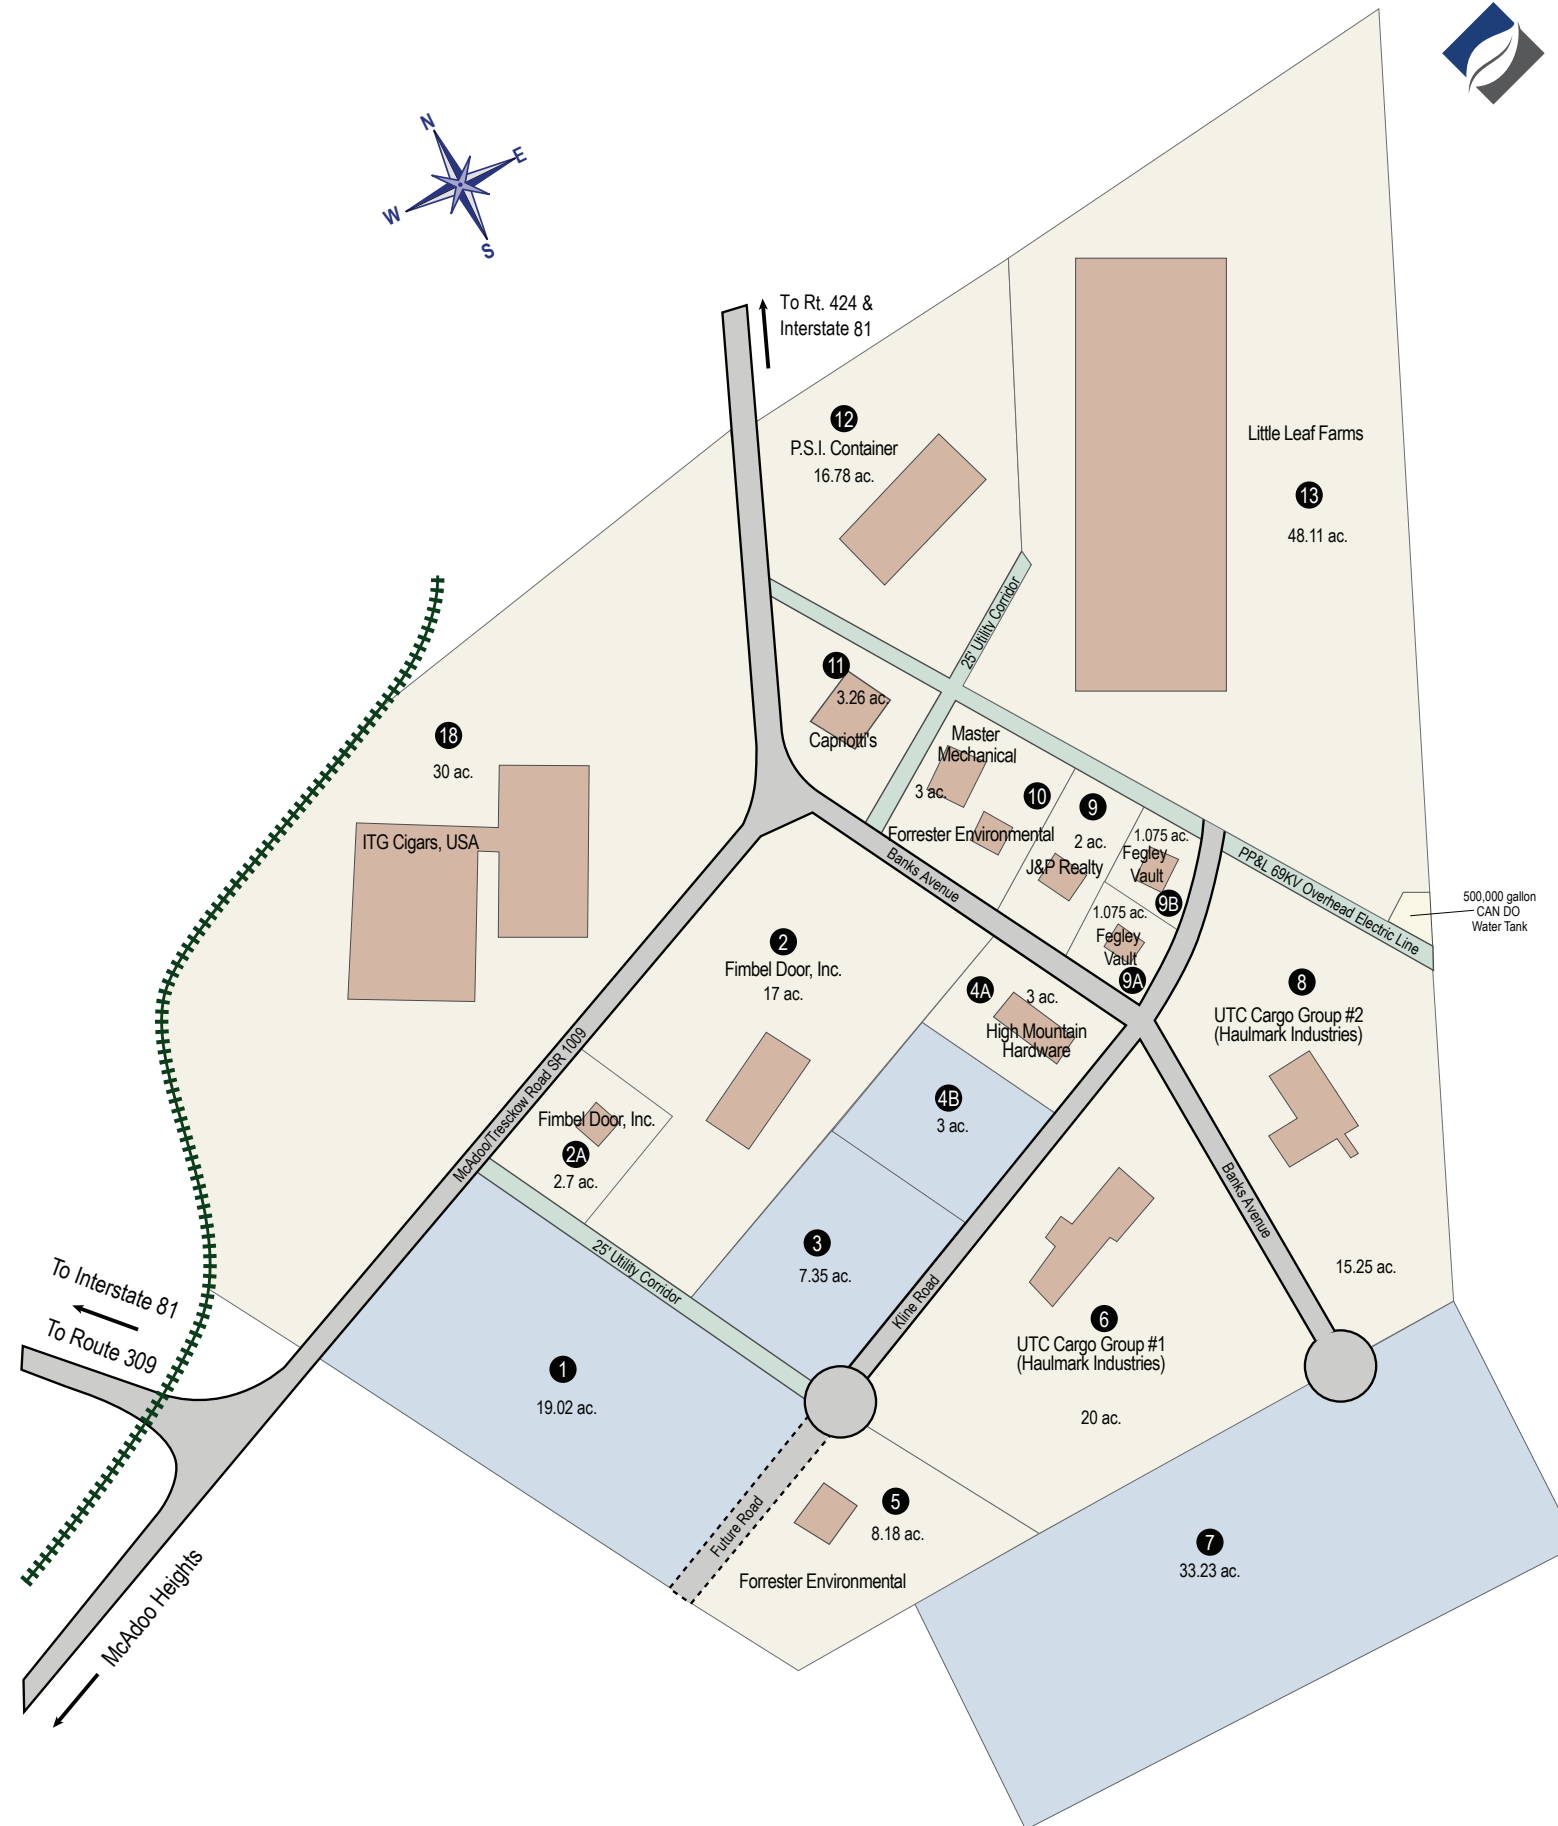 N
E
W
S
To Rt. 424 &
Interstate 81
12
P.S.I. Container
16.78 ac.
Little Leaf Farms
13
48.11 ac.
25' Utility Corridor
11
3.26 ac.
Capriotti's
18
30 ac.
ITG Cigars, USA
Master
Mechanical
3 ac.
10
Forrester Environmental
9
2 ac.
J&P Realty
1.075 ac.
Fegley
Vault
9B
1.075 ac.
Fegley
Vault
9A
Banks Avenue
PP&L 69KV Overhead Electric Line
500,000 gallon
CAN DO
Water Tank
2
Fimbel Door, Inc.
17 ac.
4A
3 ac.
High Mountain
Hardware
8
UTC Cargo Group #2
(Haulmark Industries)
15.25 ac.
McAdoo/Tresckow Road SR 1009
Fimbel Door, Inc.
2A
2.7 ac.
4B
3 ac.
Banks Avenue
3
7.35 ac.
25' Utility Corridor
Kline Road
6
UTC Cargo Group #1
(Haulmark Industries)
20 ac.
To Interstate 81
To Route 309
1
19.02 ac.
Future Road
5
8.18 ac.
Forrester Environmental
7
33.23 ac.
McAdoo Heights